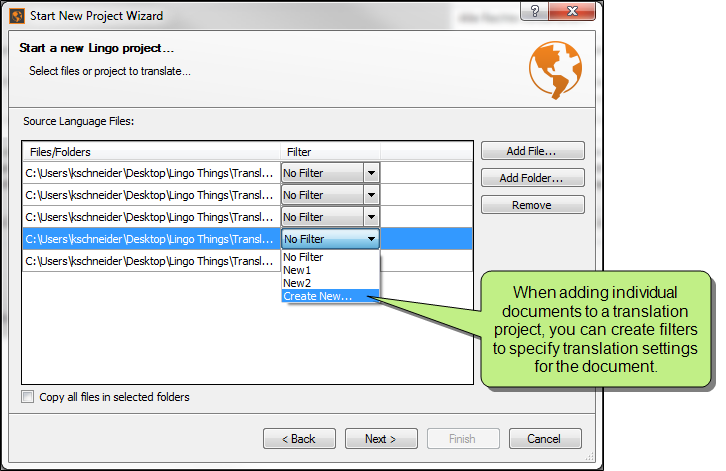 Start New Project Wizard
Start a new Lingo project...
Select files or project to translate...
Source Language Files:
Files/Folders Filter
C:\Users\kschneider\Desktop\Lingo Things\Transl... No Filter
C:\Users\kschneider\Desktop\Lingo Things\Transl... No Filter
C:\Users\kschneider\Desktop\Lingo Things\Transl... No Filter
C:\Users\kschneider\Desktop\Lingo Things\Transl... No Filter
C:\Users\kschneider\Desktop\Lingo Things\Transl...
No Filter
New1
New2
Create New...
Add File...
Add Folder...
Remove
When adding individual
documents to a translation
project, you can create filters
to specify translation settings
for the document.
Copy all files in selected folders
< Back Next > Finish Cancel